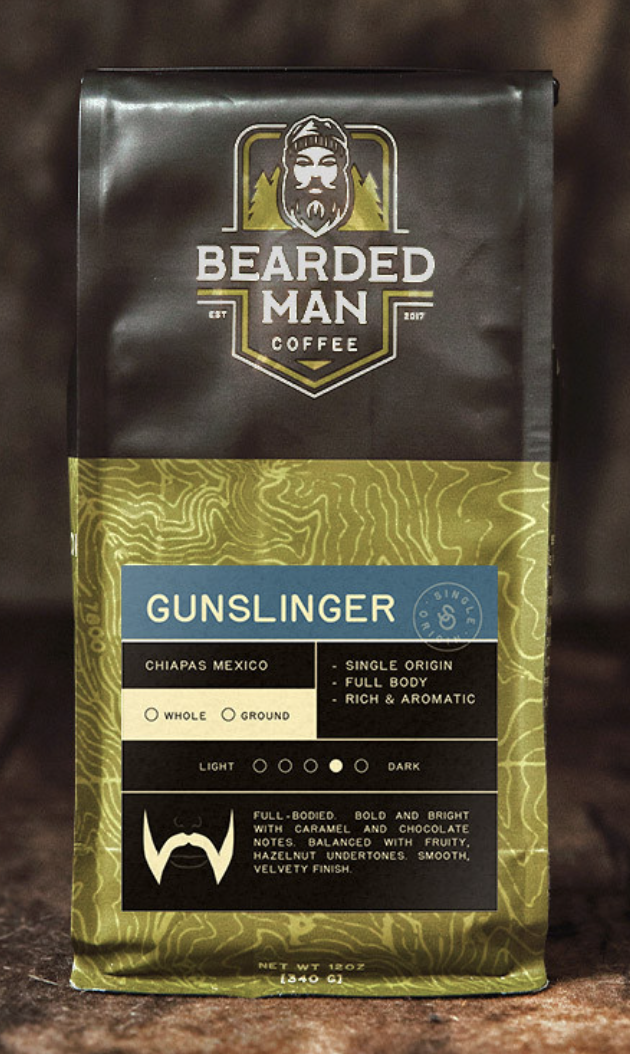 BEARDED
MAN
EST
2017
COFFEE
GUNSLINGER
SINGLE
ORIGIN
CHIAPAS MEXICO
- SINGLE ORIGIN
- FULL BODY
- RICH & AROMATIC
WHOLE
GROUND
LIGHT
DARK
FULL-BODIED. BOLD AND BRIGHT
WITH CARAMEL AND CHOCOLATE
NOTES. BALANCED WITH FRUITY,
HAZELNUT UNDERTONES. SMOOTH,
VELVETY FINISH.
7800
NET WT 12OZ
[340 G]